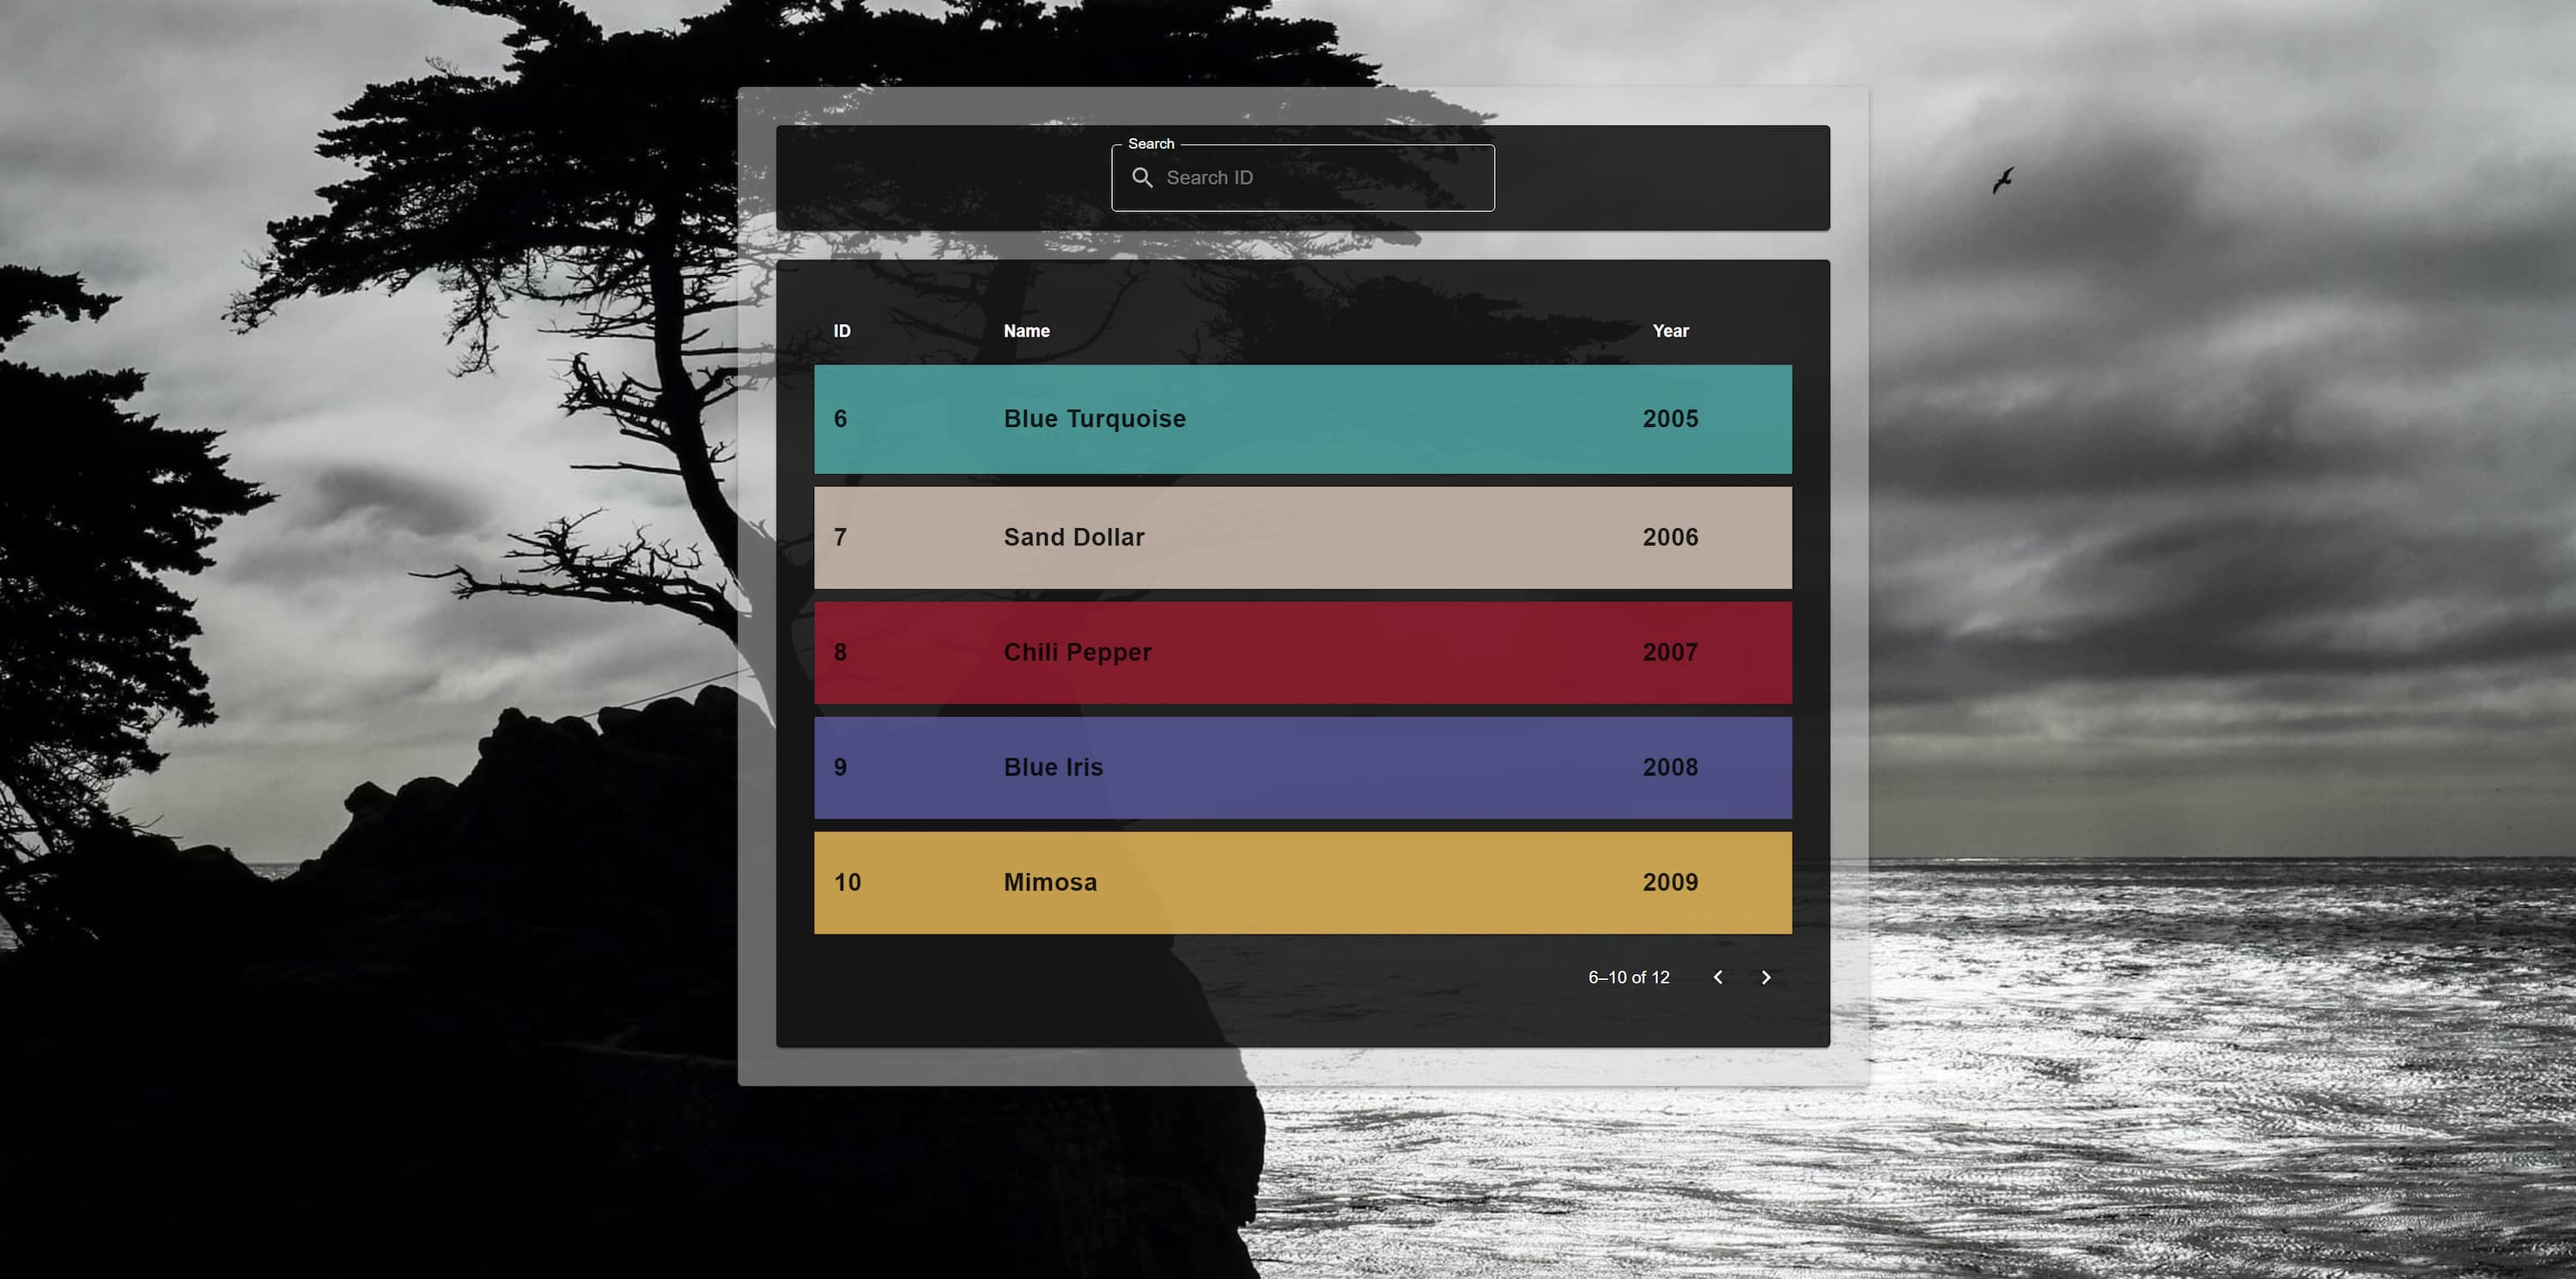 Search
Search ID
ID Name Year
6 Blue Turquoise 2005
7 Sand Dollar 2006
8 Chili Pepper 2007
9 Blue Iris 2008
10 Mimosa 2009
6–10 of 12